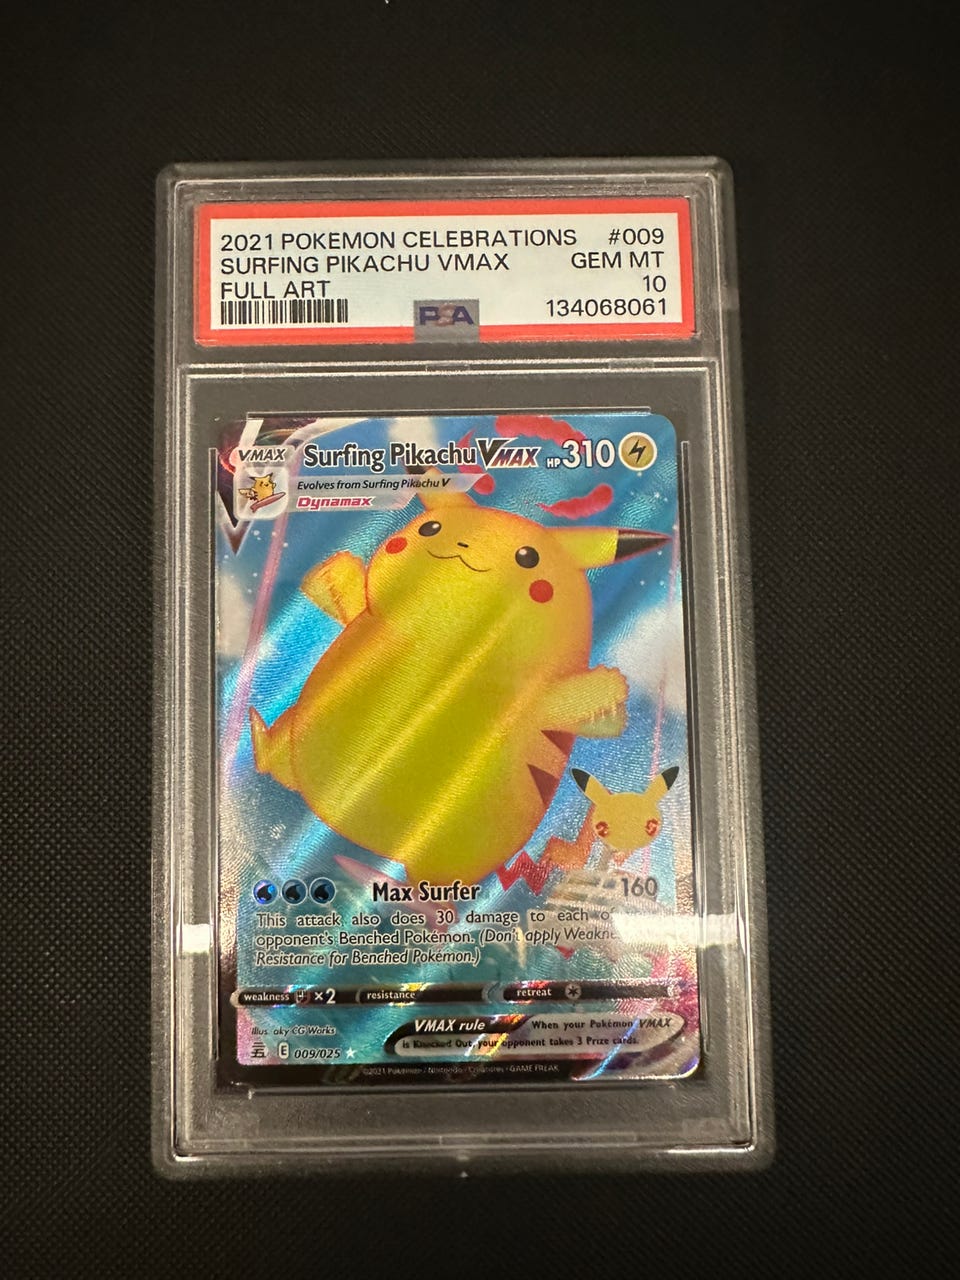 2021 POKEMON CELEBRATIONS #009
SURFING PIKACHU VMAX GEM MT
FULL ART 10
PSA 134068061
VMAX Surfing Pikachu VMAX HP 310
Evolves from Surfing Pikachu V
Dynamax
Max Surfer 160
This attack also does 30 damage to each of
opponent's Benched Pokémon. (Don't apply
Resistance for Benched Pokémon.)
weakness ×2 resistance retreat
Illus. aky CG Works VMAX rule When your Pokémon VMAX
is Knocked Out, your opponent takes 3 Prize cards.
E 009/025
©2021 Pokémon / Nintendo · Creatures · GAME FREAK